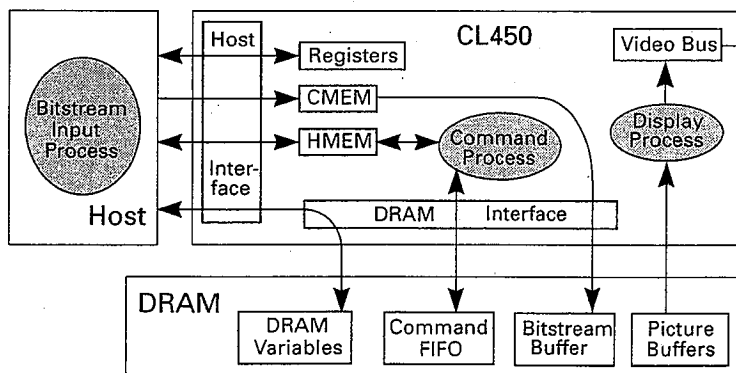 Host
CL450
Video Bus
Registers
Bitstream
Input
Process
CMEM
HMEM
Command
Process
Display
Process
Inter-
face
Host
DRAM Interface
DRAM
DRAM
Variables
Command
FIFO
Bitstream
Buffer
Picture
Buffers